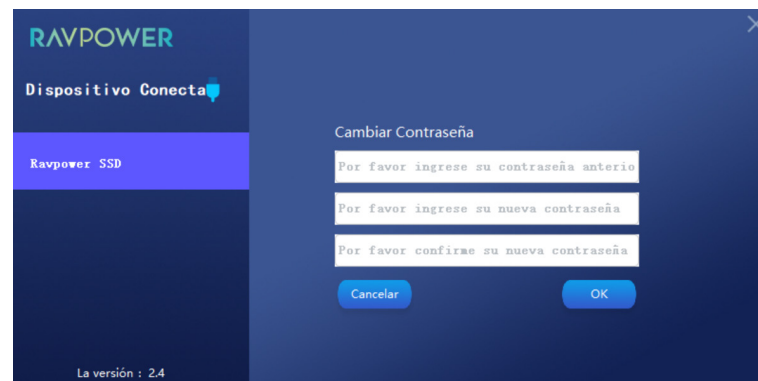 RAVPOWER
Dispositivo Conecta
Ravpower SSD
La versión : 2.4
Cambiar Contraseña
Por favor ingrese su contraseña anterio
Por favor ingrese su nueva contraseña
Por favor confirme su nueva contraseña
Cancelar
OK